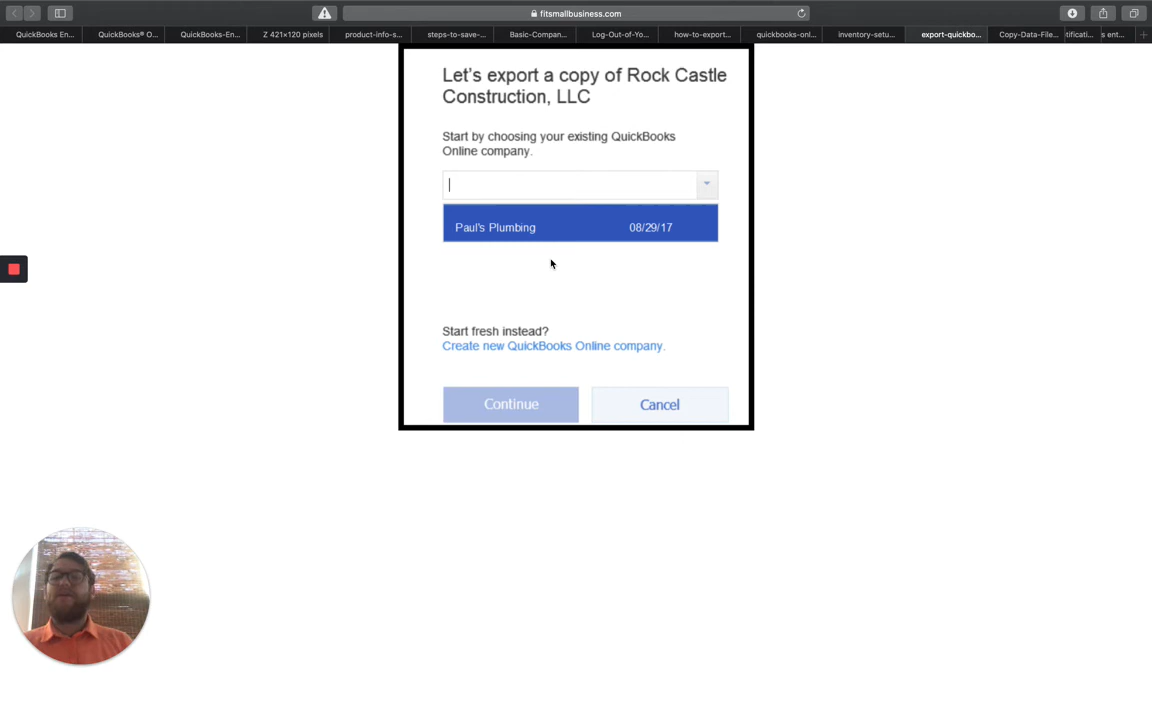 fitsmallbusiness.com
QuickBooks En...
QuickBooks® O...
QuickBooks-En...
Z 421×120 pixels
product-info-s...
steps-to-save-...
Basic-Compan...
Log-Out-of-Yo...
how-to-export...
quickbooks-onl...
inventory-setu...
export-quickbo...
Copy-Data-File...
tificati...
s ent...
Let's export a copy of Rock Castle
Construction, LLC
Start by choosing your existing QuickBooks
Online company.
Paul's Plumbing 08/29/17
Start fresh instead?
Create new QuickBooks Online company.
Continue
Cancel